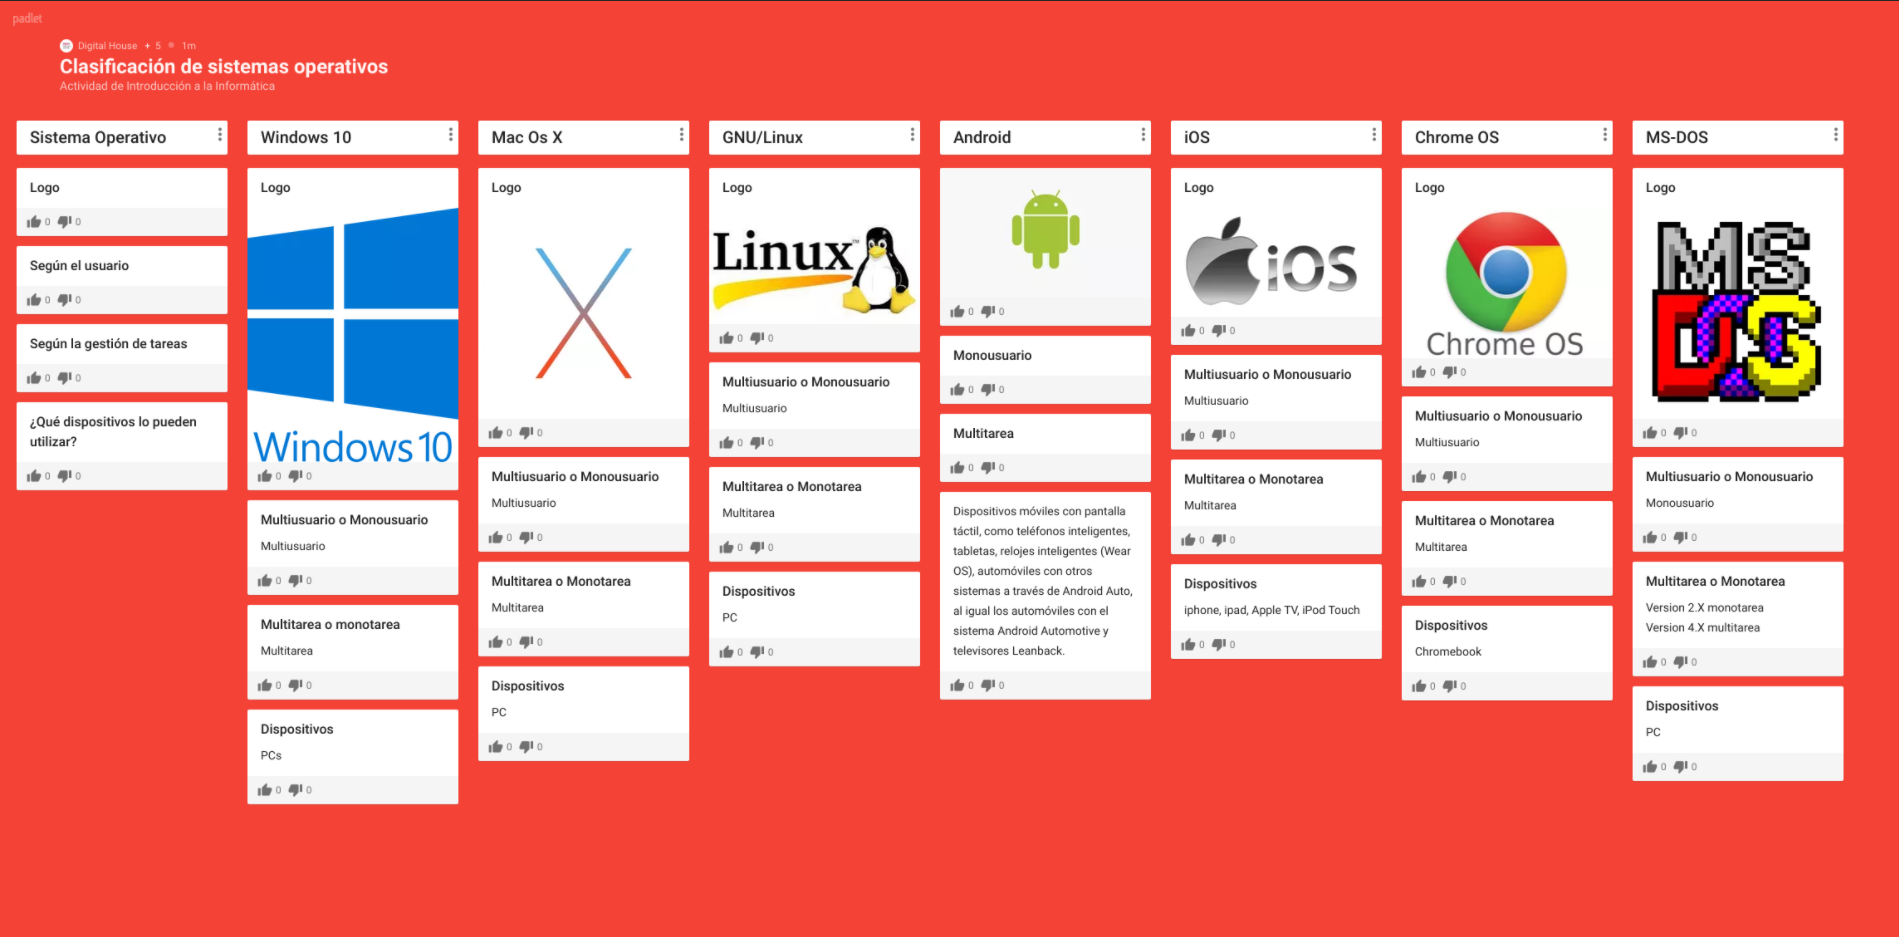 padlet
Digital House + 5 • 1m
Clasificación de sistemas operativos
Actividad de Introducción a la Informática
Sistema Operativo
Logo
0 0
Según el usuario
0 0
Según la gestión de tareas
0 0
¿Qué dispositivos lo pueden
utilizar?
0 0
Windows 10
Logo
Windows 10
0 0
Multiusuario o Monousuario
Multiusuario
0 0
Multitarea o monotarea
Multitarea
0 0
Dispositivos
PCs
0 0
Mac Os X
Logo
0 0
Multiusuario o Monousuario
Multiusuario
0 0
Multitarea o Monotarea
Multitarea
0 0
Dispositivos
PC
0 0
GNU/Linux
Logo
Linux™
0 0
Multiusuario o Monousuario
Multiusuario
0 0
Multitarea o Monotarea
Multitarea
0 0
Dispositivos
PC
0 0
Android
0 0
Monousuario
0 0
Multitarea
0 0
Dispositivos móviles con pantalla
táctil, como teléfonos inteligentes,
tabletas, relojes inteligentes (Wear
OS), automóviles con otros
sistemas a través de Android Auto,
al igual los automóviles con el
sistema Android Automotive y
televisores Leanback.
0 0
iOS
Logo
iOS
0 0
Multiusuario o Monousuario
Multiusuario
0 0
Multitarea o Monotarea
Multitarea
0 0
Dispositivos
iphone, ipad, Apple TV, iPod Touch
0 0
Chrome OS
Logo
Chrome OS
0 0
Multiusuario o Monousuario
Multiusuario
0 0
Multitarea o Monotarea
Multitarea
0 0
Dispositivos
Chromebook
0 0
MS-DOS
Logo
MS
DOS
0 0
Multiusuario o Monousuario
Monousuario
0 0
Multitarea o Monotarea
Version 2.X monotarea
Version 4.X multitarea
0 0
Dispositivos
PC
0 0